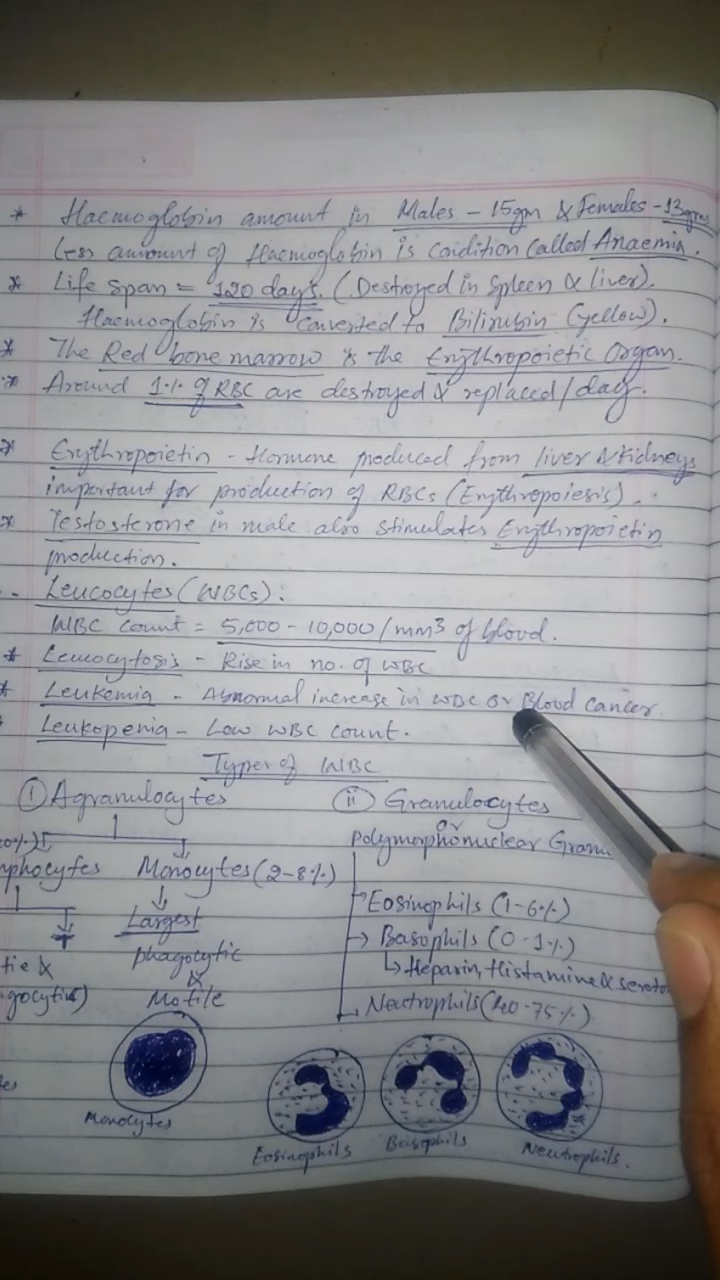 * Haemoglobin amount in Males - 15gm & Females - 13gms
Less amount of Haemoglobin is condition called Anaemia.
* Life Span = 120 days. (Destroyed in Spleen & liver).
Haemoglobin is converted to Bilirubin (yellow).
* The Red bone marrow is the Erythropoietic Organ.
* Around 1% of RBC are destroyed & replaced/day.
* Erythropoietin - Hormone produced from liver & kidneys
important for production of RBCs (Erythropoiesis).
* Testosterone in male also stimulates Erythropoietin
production.
Leucocytes (WBCs):
WBC count = 5,000 - 10,000/mm³ of blood.
* Leucocytosis - Rise in no. of WBC
* Leukemia - Abnormal increase in WBC or Blood cancer.
Leukopenia - Low WBC count.
Types of WBC
(i) Agranulocytes (ii) Granulocytes
or
Polymorphonuclear Granu
mphocytes Monocytes (2-8%)
Eosinophils (1-6%)
Largest Basophils (0-1%)
phagocytic Heparin, Histamine & seroto
&
Motile Neutrophils (40-75%)
gocytic)
Monocytes
Eosinophils Basophils Neutrophils.